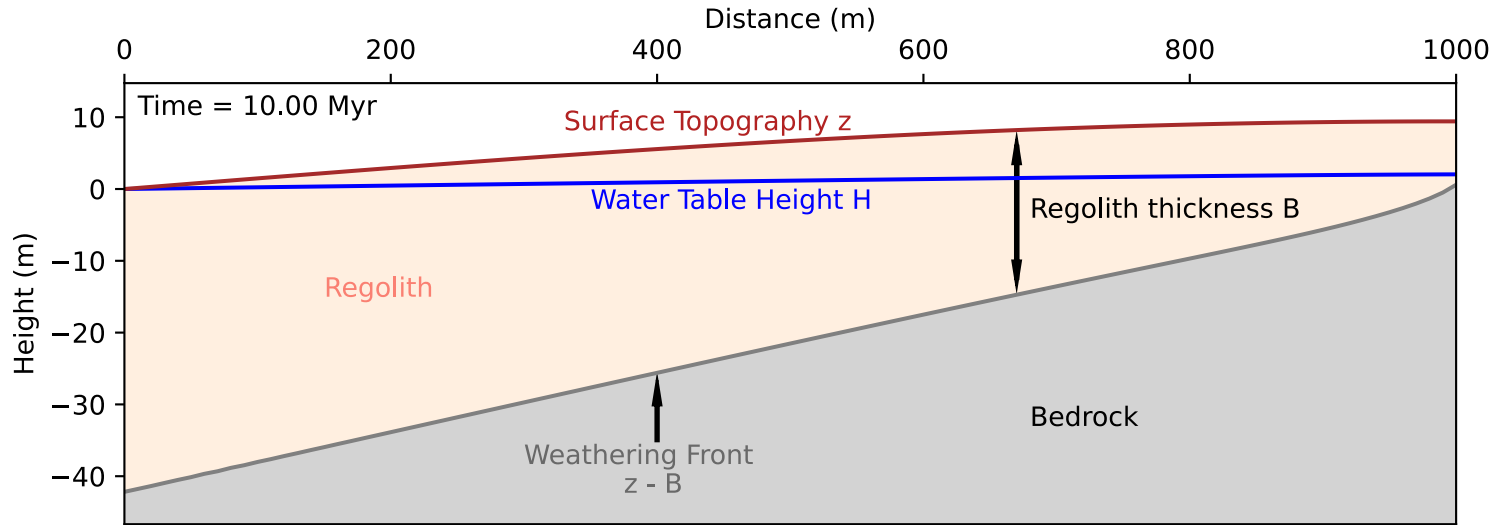 Distance (m)
0 200 400 600 800 1000
Time = 10.00 Myr
10
Surface Topography z
0
Water Table Height H
Regolith thickness B
Height (m)
−10
Regolith
−20
−30
Bedrock
Weathering Front
z - B
−40